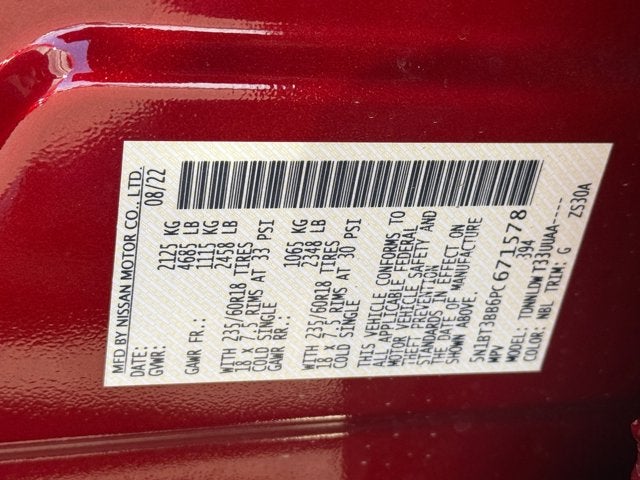 MFD BY NISSAN MOTOR CO., LTD.
DATE: 08/22
GVWR: 2125 KG
4685 LB
GAWR FR.: 1115 KG
2458 LB
WITH 235/60R18 TIRES
18 x 7.5 RIMS AT 33 PSI
COLD SINGLE
GAWR RR.: 1065 KG
2348 LB
WITH 235/60R18 TIRES
18 x 7.5 RIMS AT 30 PSI
COLD SINGLE
THIS VEHICLE CONFORMS TO
ALL APPLICABLE FEDERAL
MOTOR VEHICLE SAFETY AND
THEFT PREVENTION
STANDARDS IN EFFECT ON
THE DATE OF MANUFACTURE
SHOWN ABOVE.
5N1BT3BB6PC671578
MPV 394
MODEL: TDWNLDW T33UUMA-----
COLOR: NBL TRIM: G ZS30A